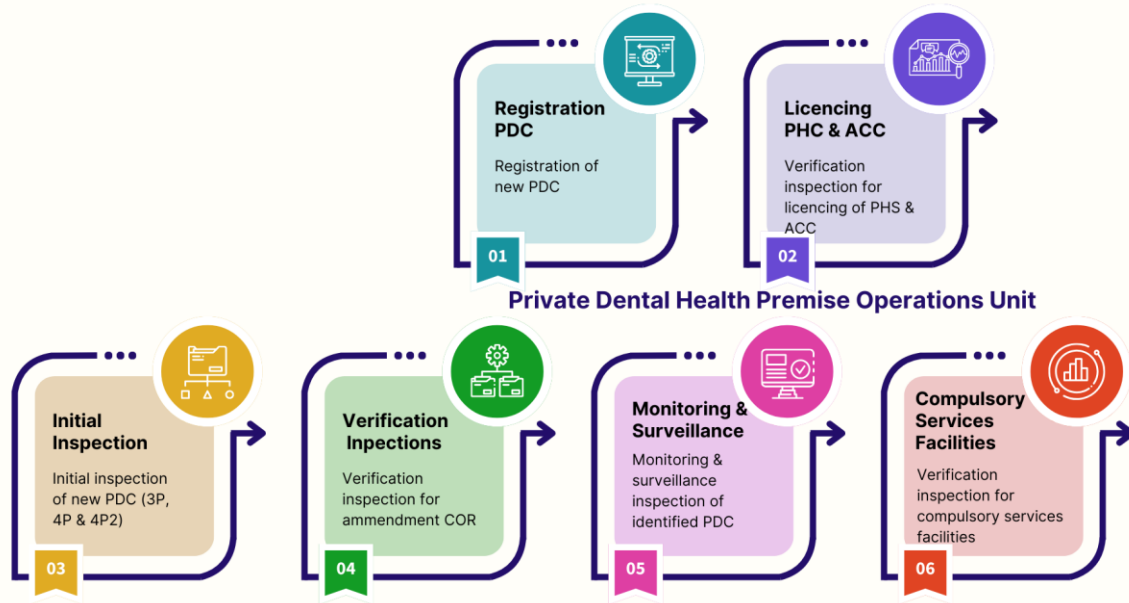 Registration
PDC
Registration of
new PDC
01
Licencing
PHC & ACC
Verification
inspection for
licencing of PHS &
ACC
02
Private Dental Health Premise Operations Unit
Initial
Inspection
Initial inspection
of new PDC (3P,
4P & 4P2)
03
Verification
Inpections
Verification
inspection for
ammendment COR
04
Monitoring &
Surveillance
Monitoring &
surveillance
inspection of
identified PDC
05
Compulsory
Services
Facilities
Verification
inspection for
compulsory services
facilities
06